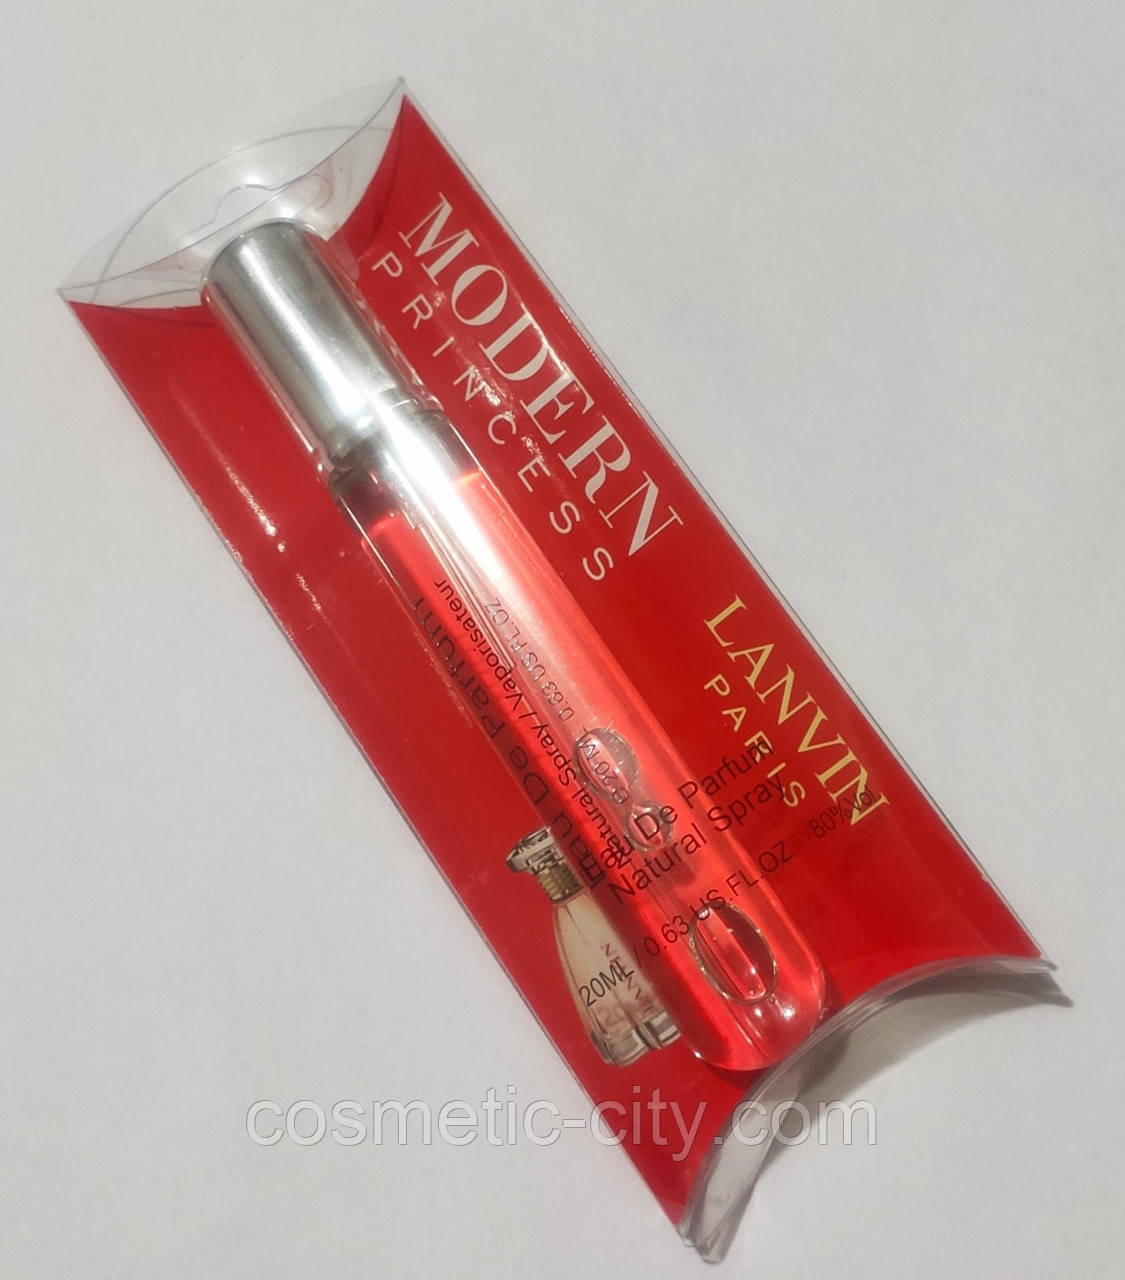 MODERN
PRINCESS
LANVIN
PARIS
Eau De Parfum
Natural Spray
20ML / 0.63 US.FL.OZ 80%Vol.
Eau De Parfum
Natural Spray / Vaporisateur
e 20 ML 0.63 US FL.OZ
LANVIN
cosmetic-city.com